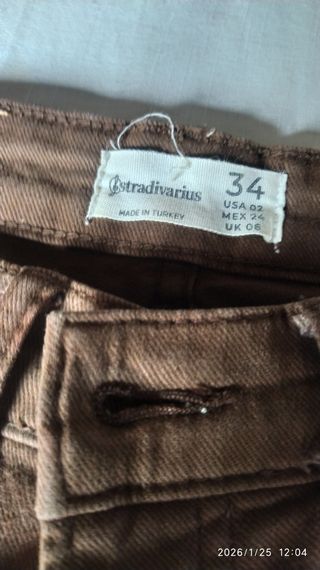 stradivarius
MADE IN TURKEY
34
USA 02
MEX 24
UK 06
2026/1/25 12:04